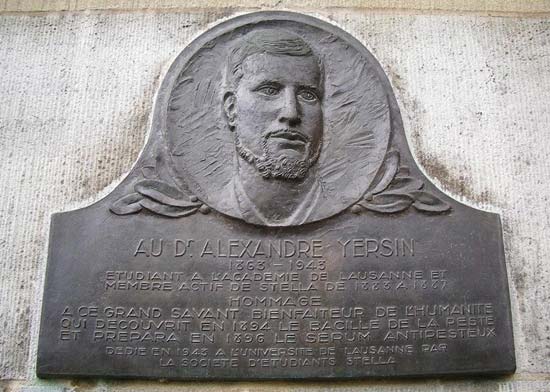 AU Dr ALEXANDRE YERSIN
1863 - 1943
ETUDIANT A L'ACADEMIE DE LAUSANNE ET
MEMBRE ACTIF DE STELLA DE 1883 A 1887
HOMMAGE
A CE GRAND SAVANT BIENFAITEUR DE L'HUMANITE
QUI DECOUVRIT EN 1894 LE BACILLE DE LA PESTE
ET PREPARA EN 1896 LE SERUM ANTIPESTEUX
DEDIE EN 1943 A L'UNIVERSITE DE LAUSANNE PAR
LA SOCIETE D'ETUDIANTS STELLA